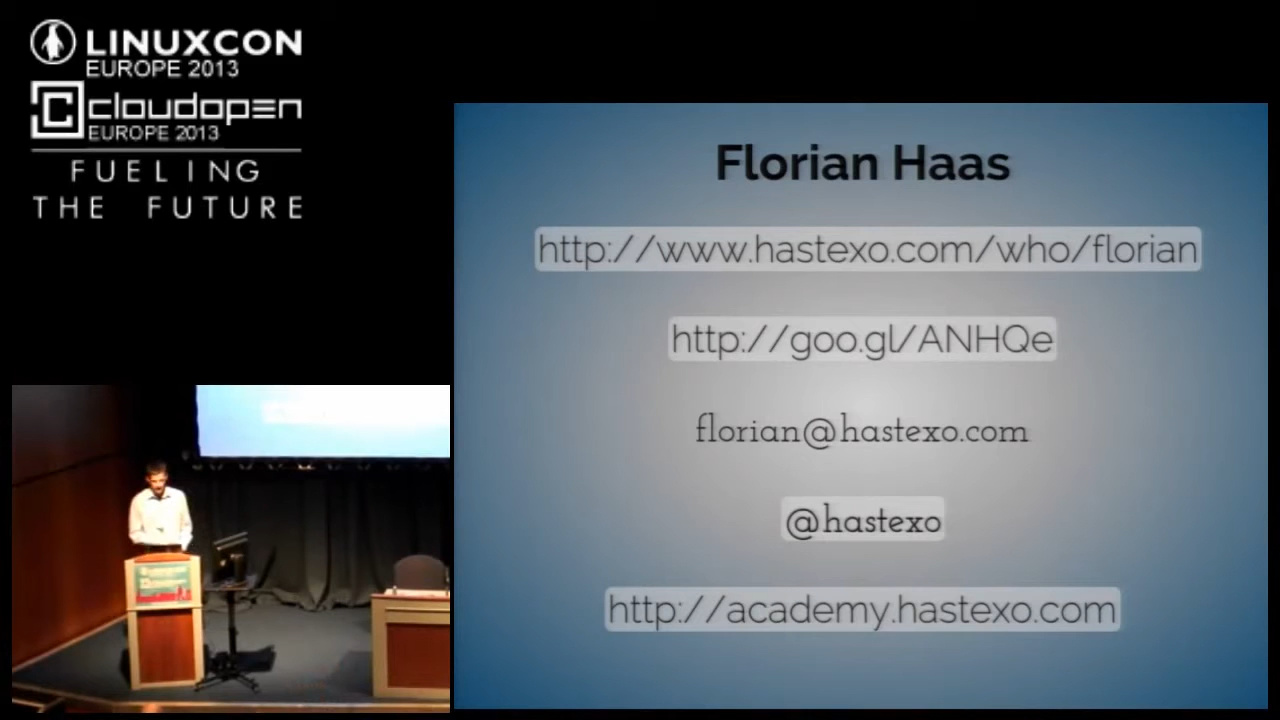 LINUXCON
EUROPE 2013
cloudopen
EUROPE 2013
FUELING
THE FUTURE
Florian Haas
http://www.hastexo.com/who/florian
http://goo.gl/ANHQe
florian@hastexo.com
@hastexo
http://academy.hastexo.com